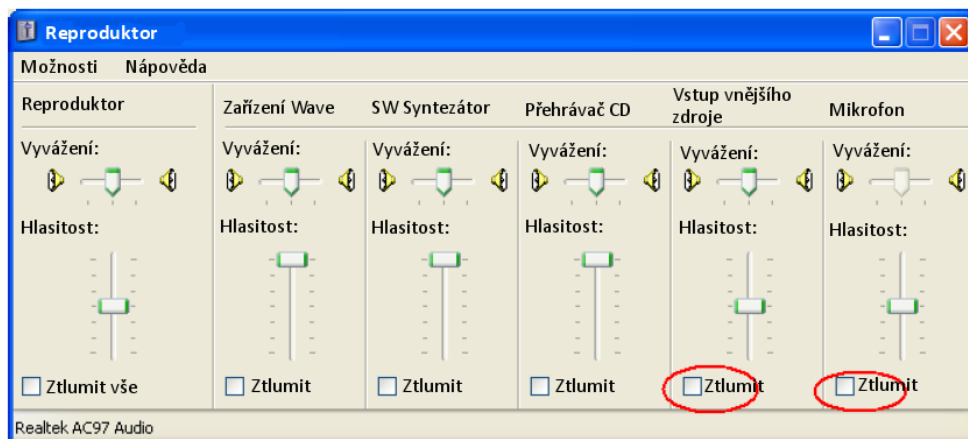 Reproduktor
Možnosti Nápověda
Reproduktor
Vyvážení:
Hlasitost:
Ztlumit vše
Zařízení Wave
Vyvážení:
Hlasitost:
Ztlumit
SW Syntezátor
Vyvážení:
Hlasitost:
Ztlumit
Přehrávač CD
Vyvážení:
Hlasitost:
Ztlumit
Vstup vnějšího
zdroje
Vyvážení:
Hlasitost:
Ztlumit
Mikrofon
Vyvážení:
Hlasitost:
Ztlumit
Realtek AC97 Audio